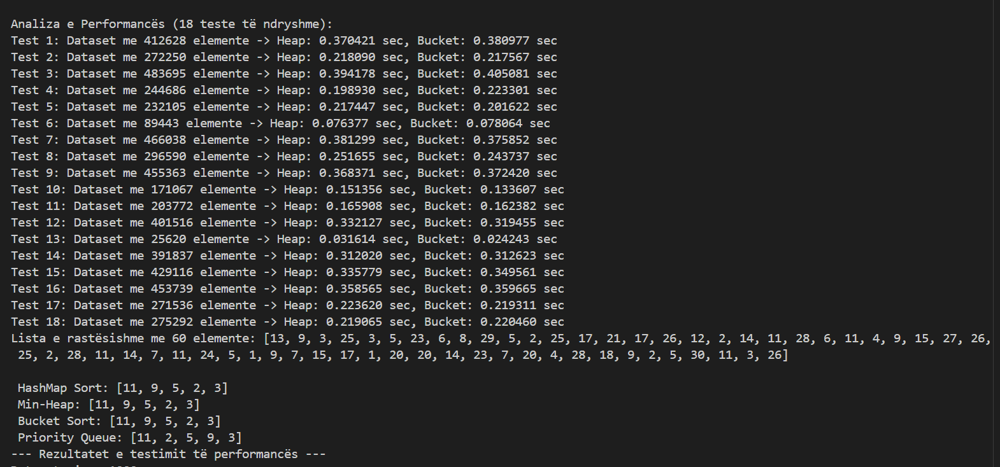 Analiza e Performancës (18 teste të ndryshme):
Test 1: Dataset me 412628 elemente -> Heap: 0.370421 sec, Bucket: 0.380977 sec
Test 2: Dataset me 272250 elemente -> Heap: 0.218090 sec, Bucket: 0.217567 sec
Test 3: Dataset me 483695 elemente -> Heap: 0.394178 sec, Bucket: 0.405081 sec
Test 4: Dataset me 244686 elemente -> Heap: 0.198930 sec, Bucket: 0.223301 sec
Test 5: Dataset me 232105 elemente -> Heap: 0.217447 sec, Bucket: 0.201622 sec
Test 6: Dataset me 89443 elemente -> Heap: 0.076377 sec, Bucket: 0.078064 sec
Test 7: Dataset me 466038 elemente -> Heap: 0.381299 sec, Bucket: 0.375852 sec
Test 8: Dataset me 296590 elemente -> Heap: 0.251655 sec, Bucket: 0.243737 sec
Test 9: Dataset me 455363 elemente -> Heap: 0.368371 sec, Bucket: 0.372420 sec
Test 10: Dataset me 171067 elemente -> Heap: 0.151356 sec, Bucket: 0.133607 sec
Test 11: Dataset me 203772 elemente -> Heap: 0.165908 sec, Bucket: 0.162382 sec
Test 12: Dataset me 401516 elemente -> Heap: 0.332127 sec, Bucket: 0.319455 sec
Test 13: Dataset me 25620 elemente -> Heap: 0.031614 sec, Bucket: 0.024243 sec
Test 14: Dataset me 391837 elemente -> Heap: 0.312020 sec, Bucket: 0.312623 sec
Test 15: Dataset me 429116 elemente -> Heap: 0.335779 sec, Bucket: 0.349561 sec
Test 16: Dataset me 453739 elemente -> Heap: 0.358565 sec, Bucket: 0.359665 sec
Test 17: Dataset me 271536 elemente -> Heap: 0.223620 sec, Bucket: 0.219311 sec
Test 18: Dataset me 275292 elemente -> Heap: 0.219065 sec, Bucket: 0.220460 sec
Lista e rastësishme me 60 elemente: [13, 9, 3, 25, 3, 5, 23, 6, 8, 29, 5, 2, 25, 17, 21, 17, 26, 12, 2, 14, 11, 28, 6, 11, 4, 9, 15, 27, 26,
25, 2, 28, 11, 14, 7, 11, 24, 5, 1, 9, 7, 15, 17, 1, 20, 20, 14, 23, 7, 20, 4, 28, 18, 9, 2, 5, 30, 11, 3, 26]
HashMap Sort: [11, 9, 5, 2, 3]
Min-Heap: [11, 9, 5, 2, 3]
Bucket Sort: [11, 9, 5, 2, 3]
Priority Queue: [11, 2, 5, 9, 3]
--- Rezultatet e testimit të performancës ---